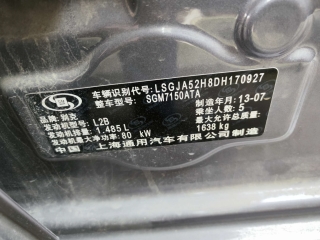 车辆识别代号: LSGJA52H8DH170927
整车型号: SGM7150ATA
品牌: 别克 制造年月: 13-07
发动机型号: L2B 乘坐人数: 5
发动机排量: 1.485 L 最大允许总质量:
发动机最大净功率: 80 kW 1638 kg
中国 上海通用汽车有限公司制造